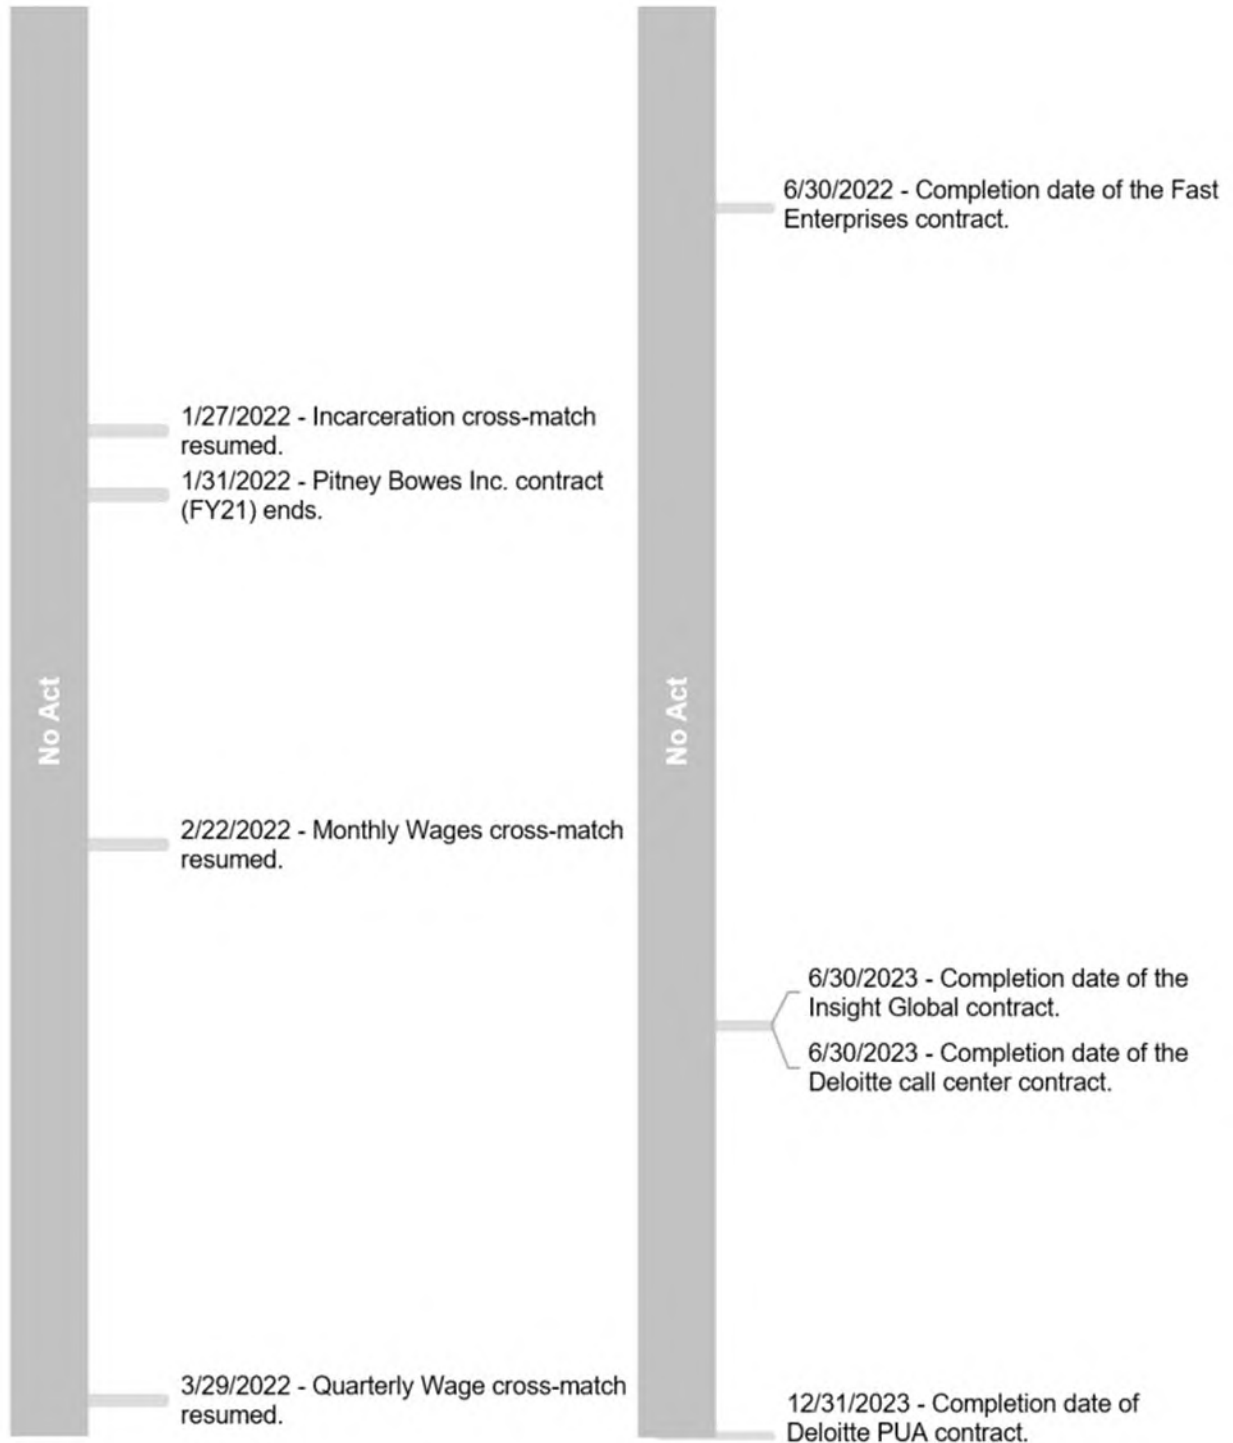 No Act
1/27/2022 - Incarceration cross-match
resumed.
1/31/2022 - Pitney Bowes Inc. contract
(FY21) ends.
2/22/2022 - Monthly Wages cross-match
resumed.
3/29/2022 - Quarterly Wage cross-match
resumed.
No Act
6/30/2022 - Completion date of the Fast
Enterprises contract.
6/30/2023 - Completion date of the
Insight Global contract.
6/30/2023 - Completion date of the
Deloitte call center contract.
12/31/2023 - Completion date of
Deloitte PUA contract.